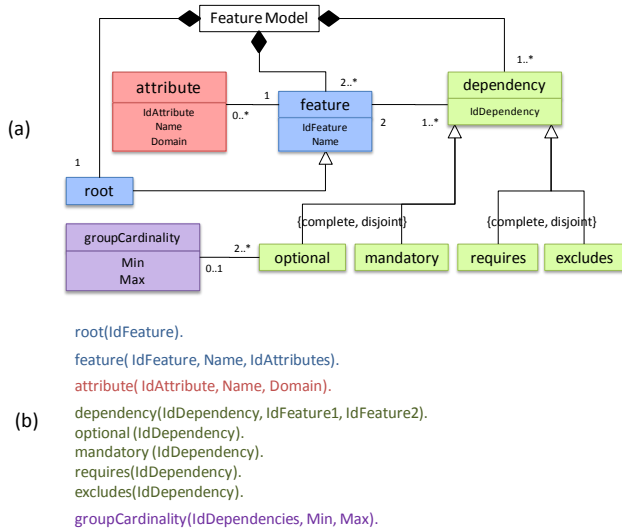 Feature Model
1..*
attribute
IdAttribute
Name
Domain
1
0..*
2..*
feature
IdFeature
Name
2
1..*
dependency
IdDependency
(a)
1
root
{complete, disjoint}
{complete, disjoint}
groupCardinality
Min
Max
2..*
0..1
optional
mandatory
requires
excludes
root(IdFeature).
feature( IdFeature, Name, IdAttributes).
attribute( IdAttribute, Name, Domain).
dependency(IdDependency, IdFeature1, IdFeature2).
(b)
optional (IdDependency).
mandatory (IdDependency).
requires(IdDependency).
excludes(IdDependency).
groupCardinality(IdDependencies, Min, Max).